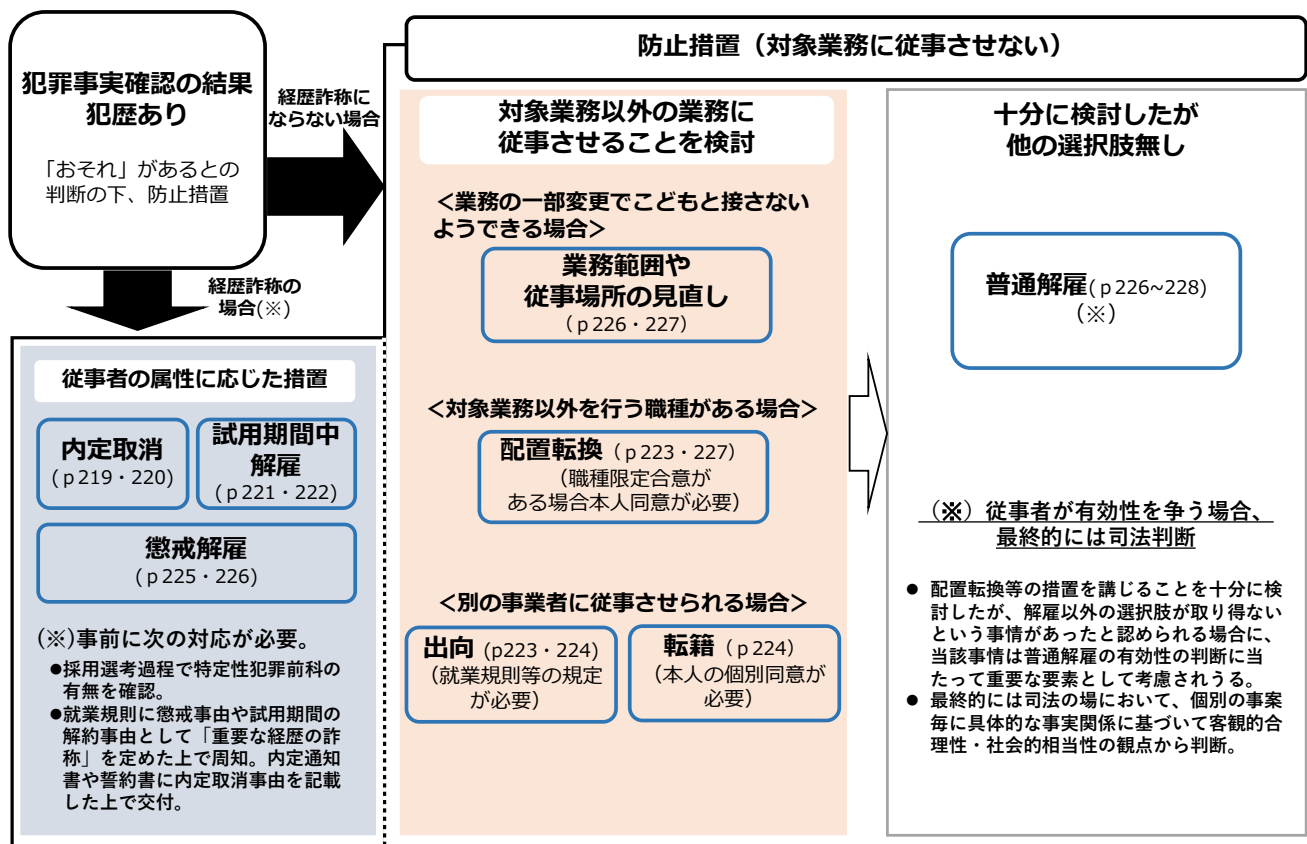 犯罪事実確認の結果
犯歴あり
「おそれ」があるとの
判断の下、防止措置
経歴詐称に
ならない場合
経歴詐称の
場合(※)
従事者の属性に応じた措置
内定取消
(ｐ219・220)
試用期間中
解雇
(ｐ221・222)
懲戒解雇
(ｐ225・226)
(※)事前に次の対応が必要。
●採用選考過程で特定性犯罪前科の
有無を確認。
●就業規則に懲戒事由や試用期間の
解約事由として「重要な経歴の詐
称」を定めた上で周知。内定通知
書や誓約書に内定取消事由を記載
した上で交付。
防止措置（対象業務に従事させない）
対象業務以外の業務に
従事させることを検討
＜業務の一部変更でこどもと接さない
ようできる場合＞
業務範囲や
従事場所の見直し
(ｐ226・227)
＜対象業務以外を行う職種がある場合＞
配置転換（ｐ223・227）
（職種限定合意が
ある場合本人同意が必要）
＜別の事業者に従事させられる場合＞
出向（p223・224）
（就業規則等の規定
が必要）
転籍（ｐ224）
（本人の個別同意が
必要）
十分に検討したが
他の選択肢無し
普通解雇(ｐ226~228)
（※）
（※）従事者が有効性を争う場合、
最終的には司法判断
● 配置転換等の措置を講じることを十分に検
討したが、解雇以外の選択肢が取り得ない
という事情があったと認められる場合に、
当該事情は普通解雇の有効性の判断に当
たって重要な要素として考慮されうる。
● 最終的には司法の場において、個別の事案
毎に具体的な事実関係に基づいて客観的合
理性・社会的相当性の観点から判断。